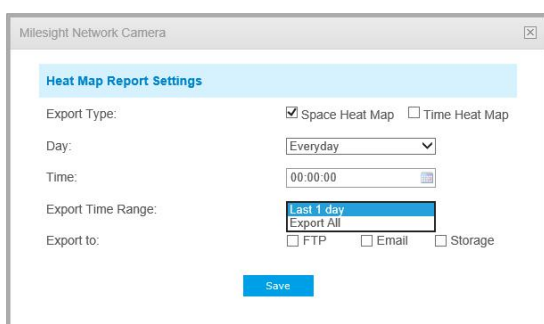 Milesight Network Camera
Heat Map Report Settings
Export Type: Space Heat Map Time Heat Map
Day: Everyday
Time: 00:00:00
Export Time Range: Last 1 day
Export All
Export to: FTP Email Storage
Save